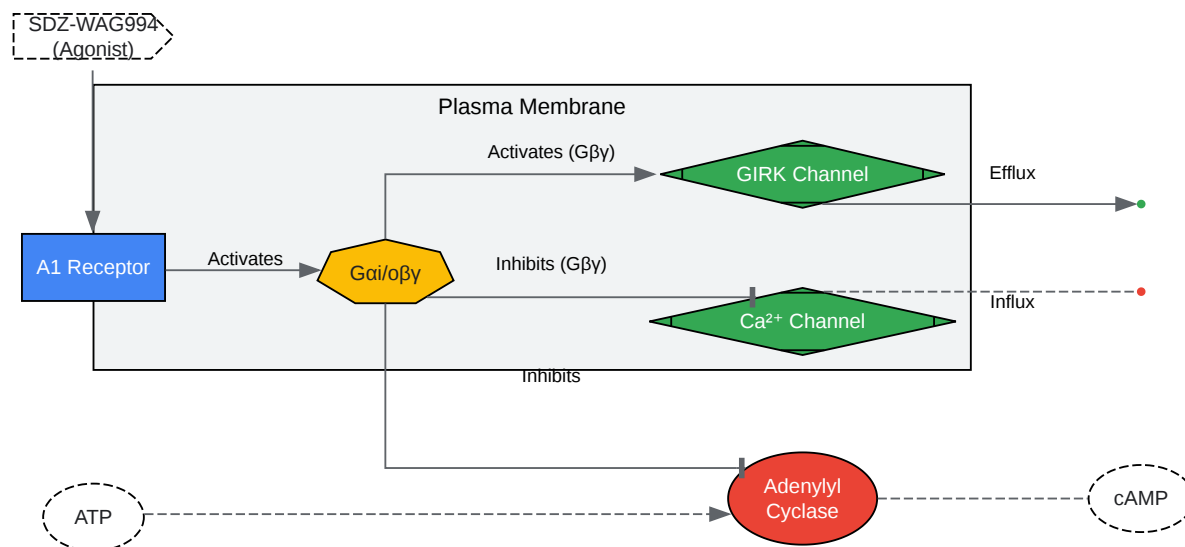 SDZ-WAG994
(Agonist)
Plasma Membrane
Activates (Gβγ)
GIRK Channel
Efflux
A1 Receptor
Activates
Gαi/oβγ
Inhibits (Gβγ)
Ca²⁺ Channel
Influx
Inhibits
Adenylyl
Cyclase
ATP
cAMP